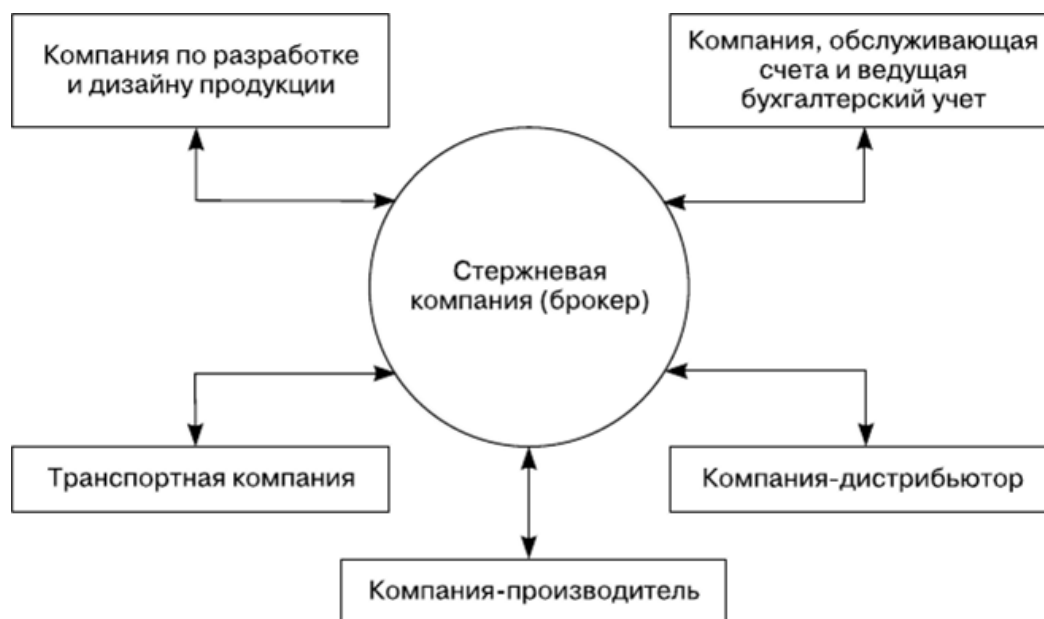 Компания по разработке
и дизайну продукции
Компания, обслуживающая
счета и ведущая
бухгалтерский учет
Стержневая
компания (брокер)
Транспортная компания
Компания-дистрибьютор
Компания-производитель